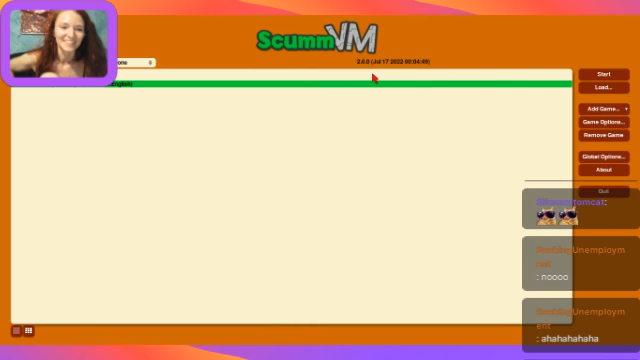 ScummVM
2.6.0 (Jul 17 2022 00:04:49)
English)
Start
Load...
Add Game...
Game Options...
Remove Game
Global Options...
About
Quit
: noooo
: ahahahahaha